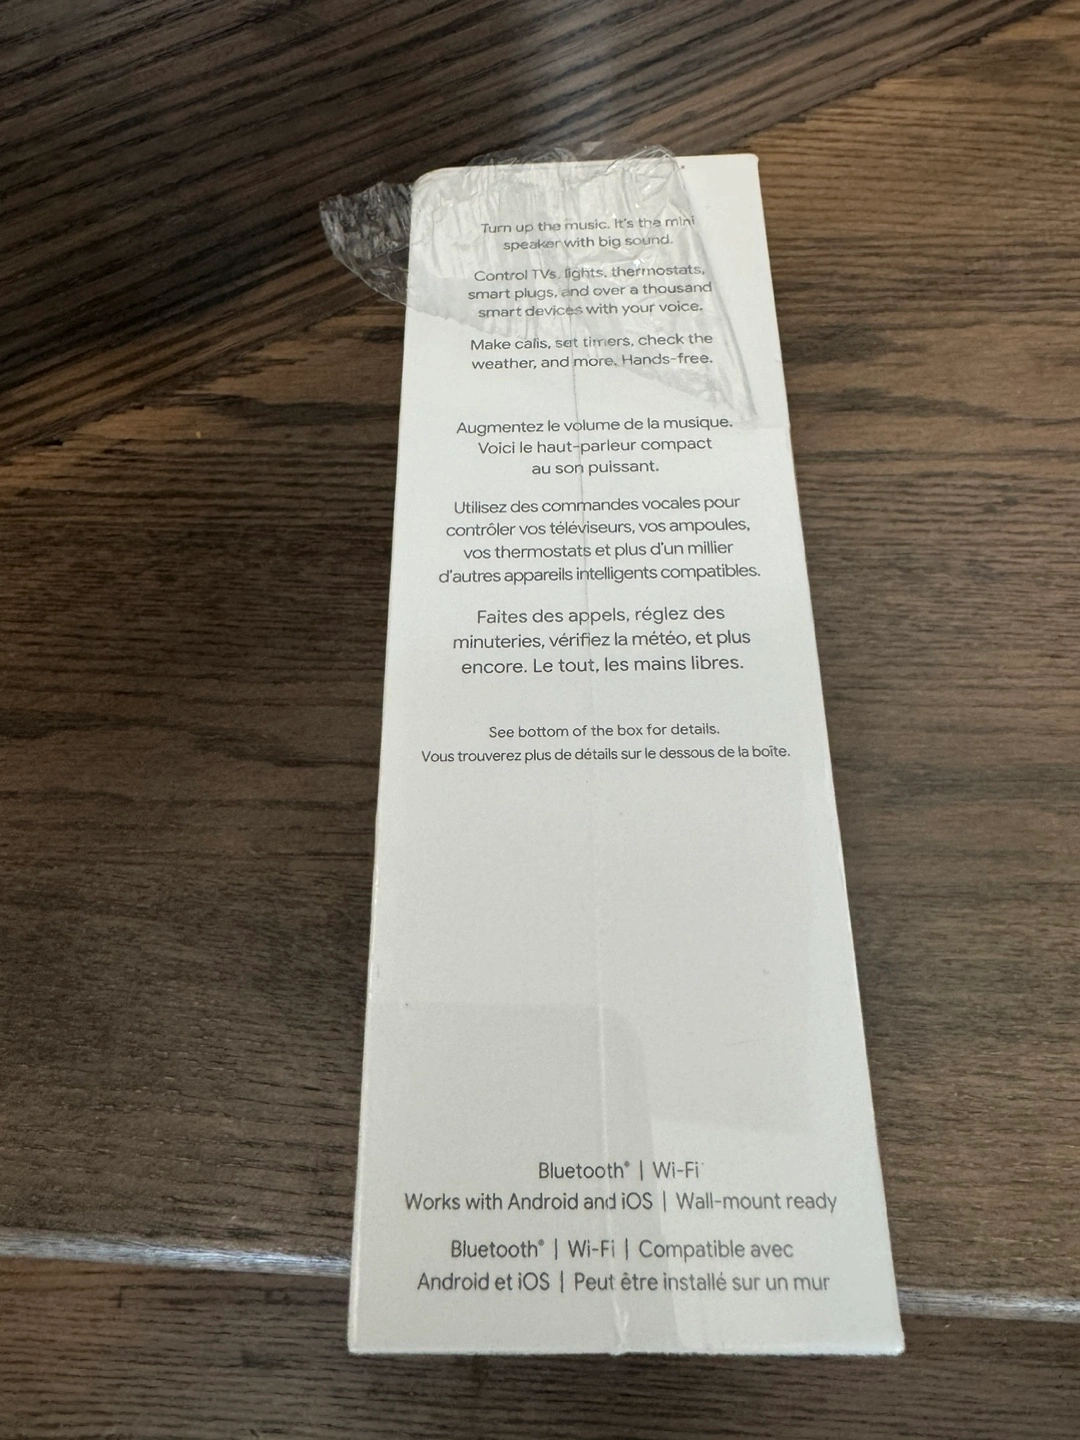 Turn up the music. It's the mini
speaker with big sound.
Control TVs, lights, thermostats,
smart plugs, and over a thousand
smart devices with your voice.
Make calls, set timers, check the
weather, and more. Hands-free.
Augmentez le volume de la musique.
Voici le haut-parleur compact
au son puissant.
Utilisez des commandes vocales pour
contrôler vos téléviseurs, vos ampoules,
vos thermostats et plus d'un millier
d'autres appareils intelligents compatibles.
Faites des appels, réglez des
minuteries, vérifiez la météo, et plus
encore. Le tout, les mains libres.
See bottom of the box for details.
Vous trouverez plus de détails sur le dessous de la boîte.
Bluetooth® | Wi-Fi
Works with Android and iOS | Wall-mount ready
Bluetooth® | Wi-Fi | Compatible avec
Android et iOS | Peut être installé sur un mur